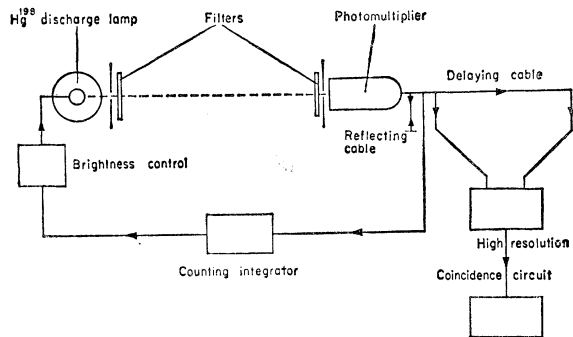 Hg¹⁹⁸ discharge lamp
Filters
Photomultiplier
Delaying cable
Reflecting
cable
Brightness control
Counting integrator
High resolution
Coincidence circuit